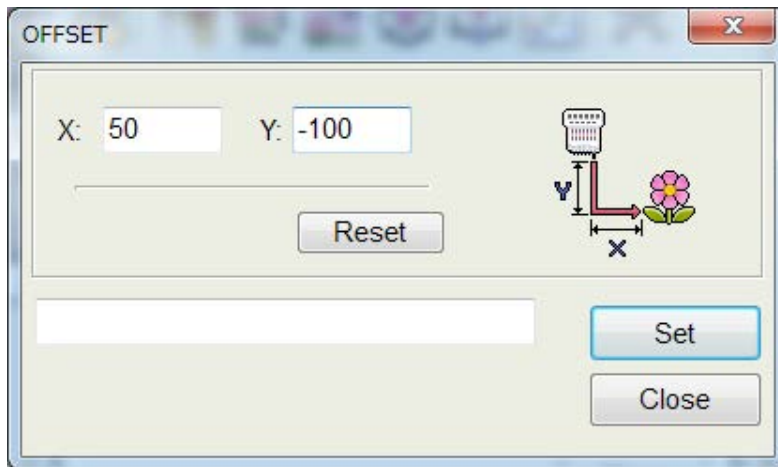 OFFSET
X: 50 Y: -100
Y
Reset
X
Set
Close